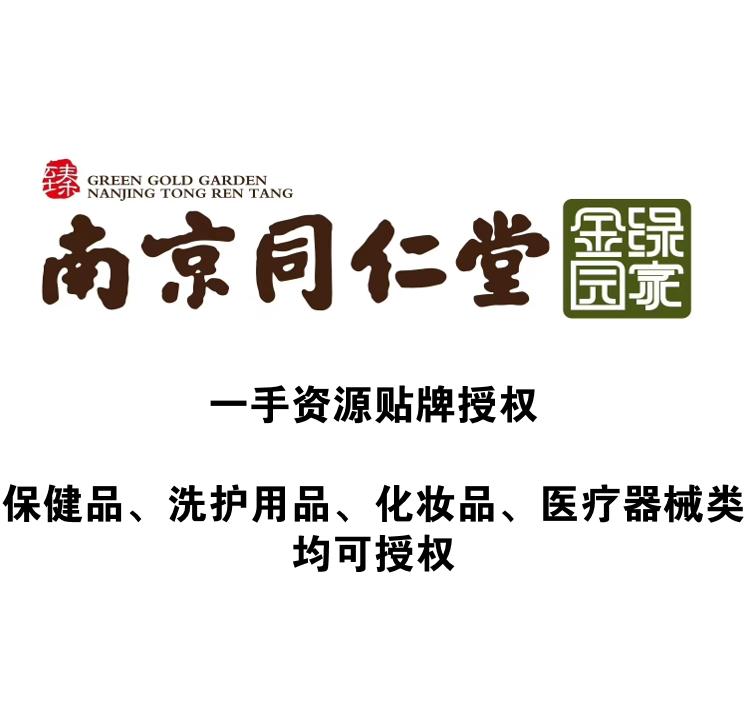 臻
GREEN GOLD GARDEN
NANJING TONG REN TANG
南京同仁堂
绿金家园
一手资源贴牌授权
保健品、洗护用品、化妆品、医疗器械类
均可授权